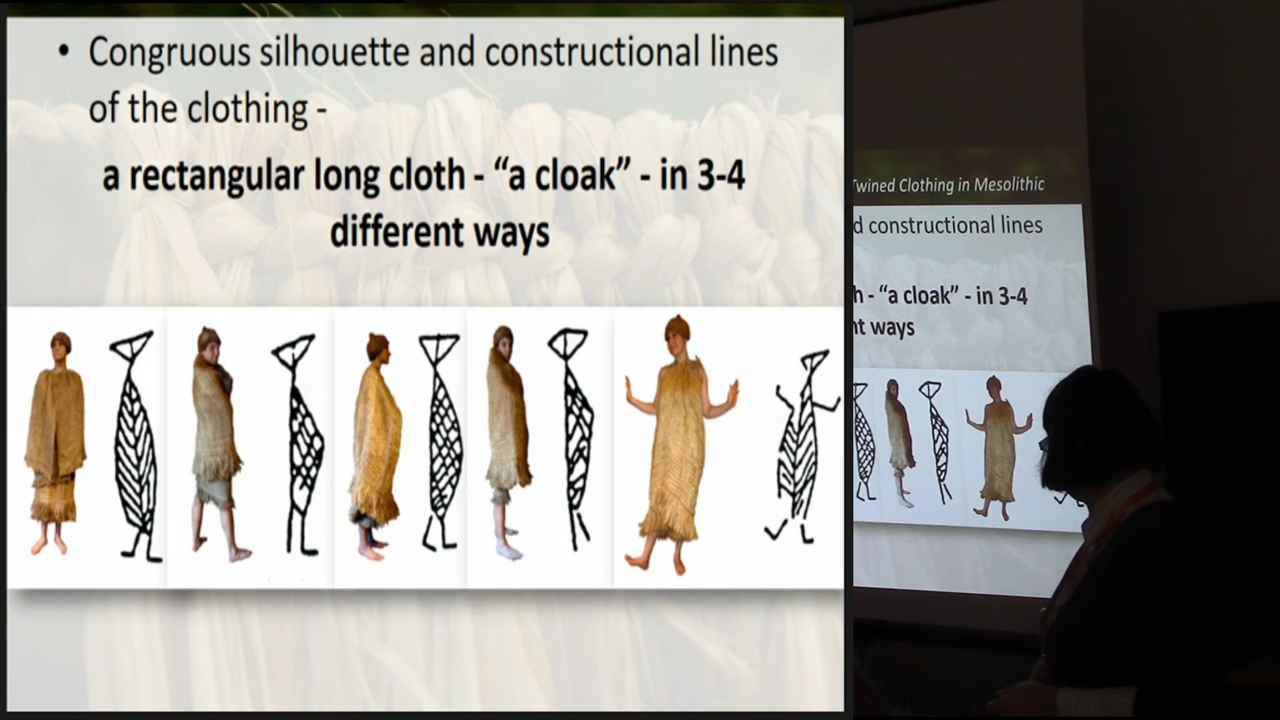 • Congruous silhouette and constructional lines
of the clothing -
a rectangular long cloth - “a cloak” - in 3-4
different ways
Twined Clothing in Mesolithic
d constructional lines
h - “a cloak” - in 3-4
nt ways